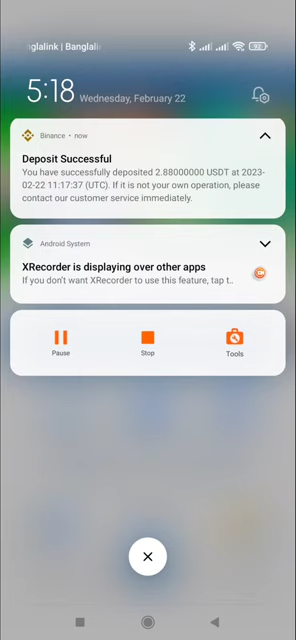 nglalink | Banglalin
92
5:18 Wednesday, February 22
Binance • now
Deposit Successful
You have successfully deposited 2.88000000 USDT at 2023-
02-22 11:17:37 (UTC). If it is not your own operation, please
contact our customer service immediately.
Android System
XRecorder is displaying over other apps
If you don't want XRecorder to use this feature, tap t..
Pause
Stop
Tools